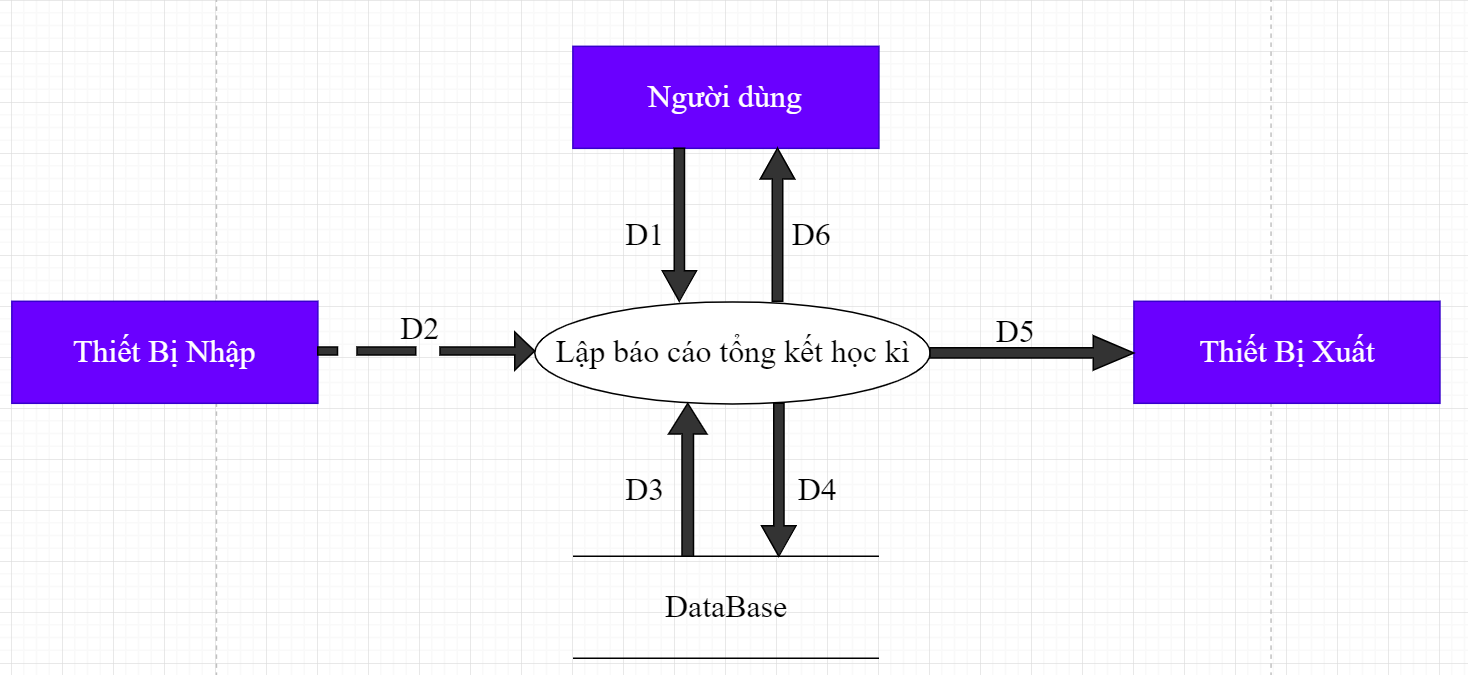 Người dùng
D1
D6
Thiết Bị Nhập
D2
Lập báo cáo tổng kết học kì
D5
Thiết Bị Xuất
D3
D4
DataBase